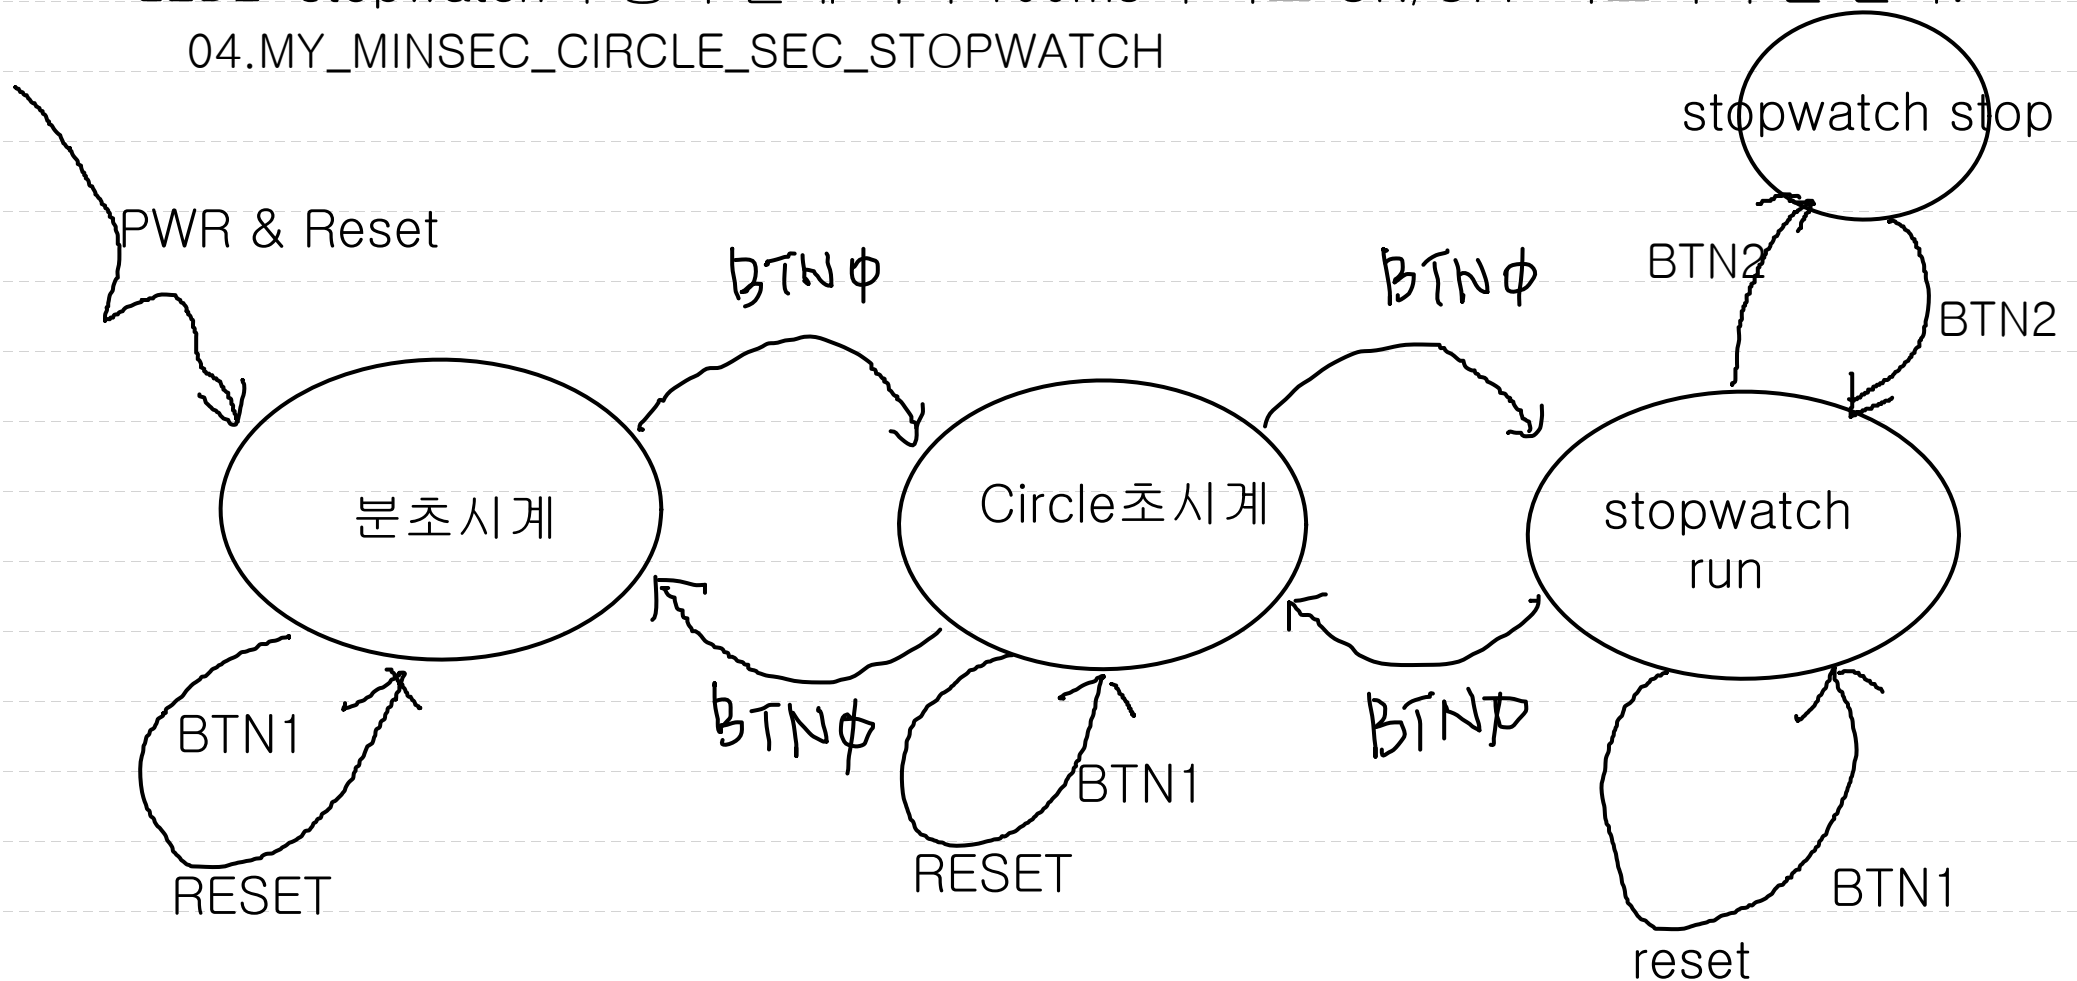 04.MY_MINSEC_CIRCLE_SEC_STOPWATCH
stopwatch stop
PWR & Reset
BTNφ
BTNφ
BTN2
BTN2
분초시계
Circle초시계
stopwatch
run
BTNφ
BTNφ
BTN1
BTN1
RESET
RESET
BTN1
reset